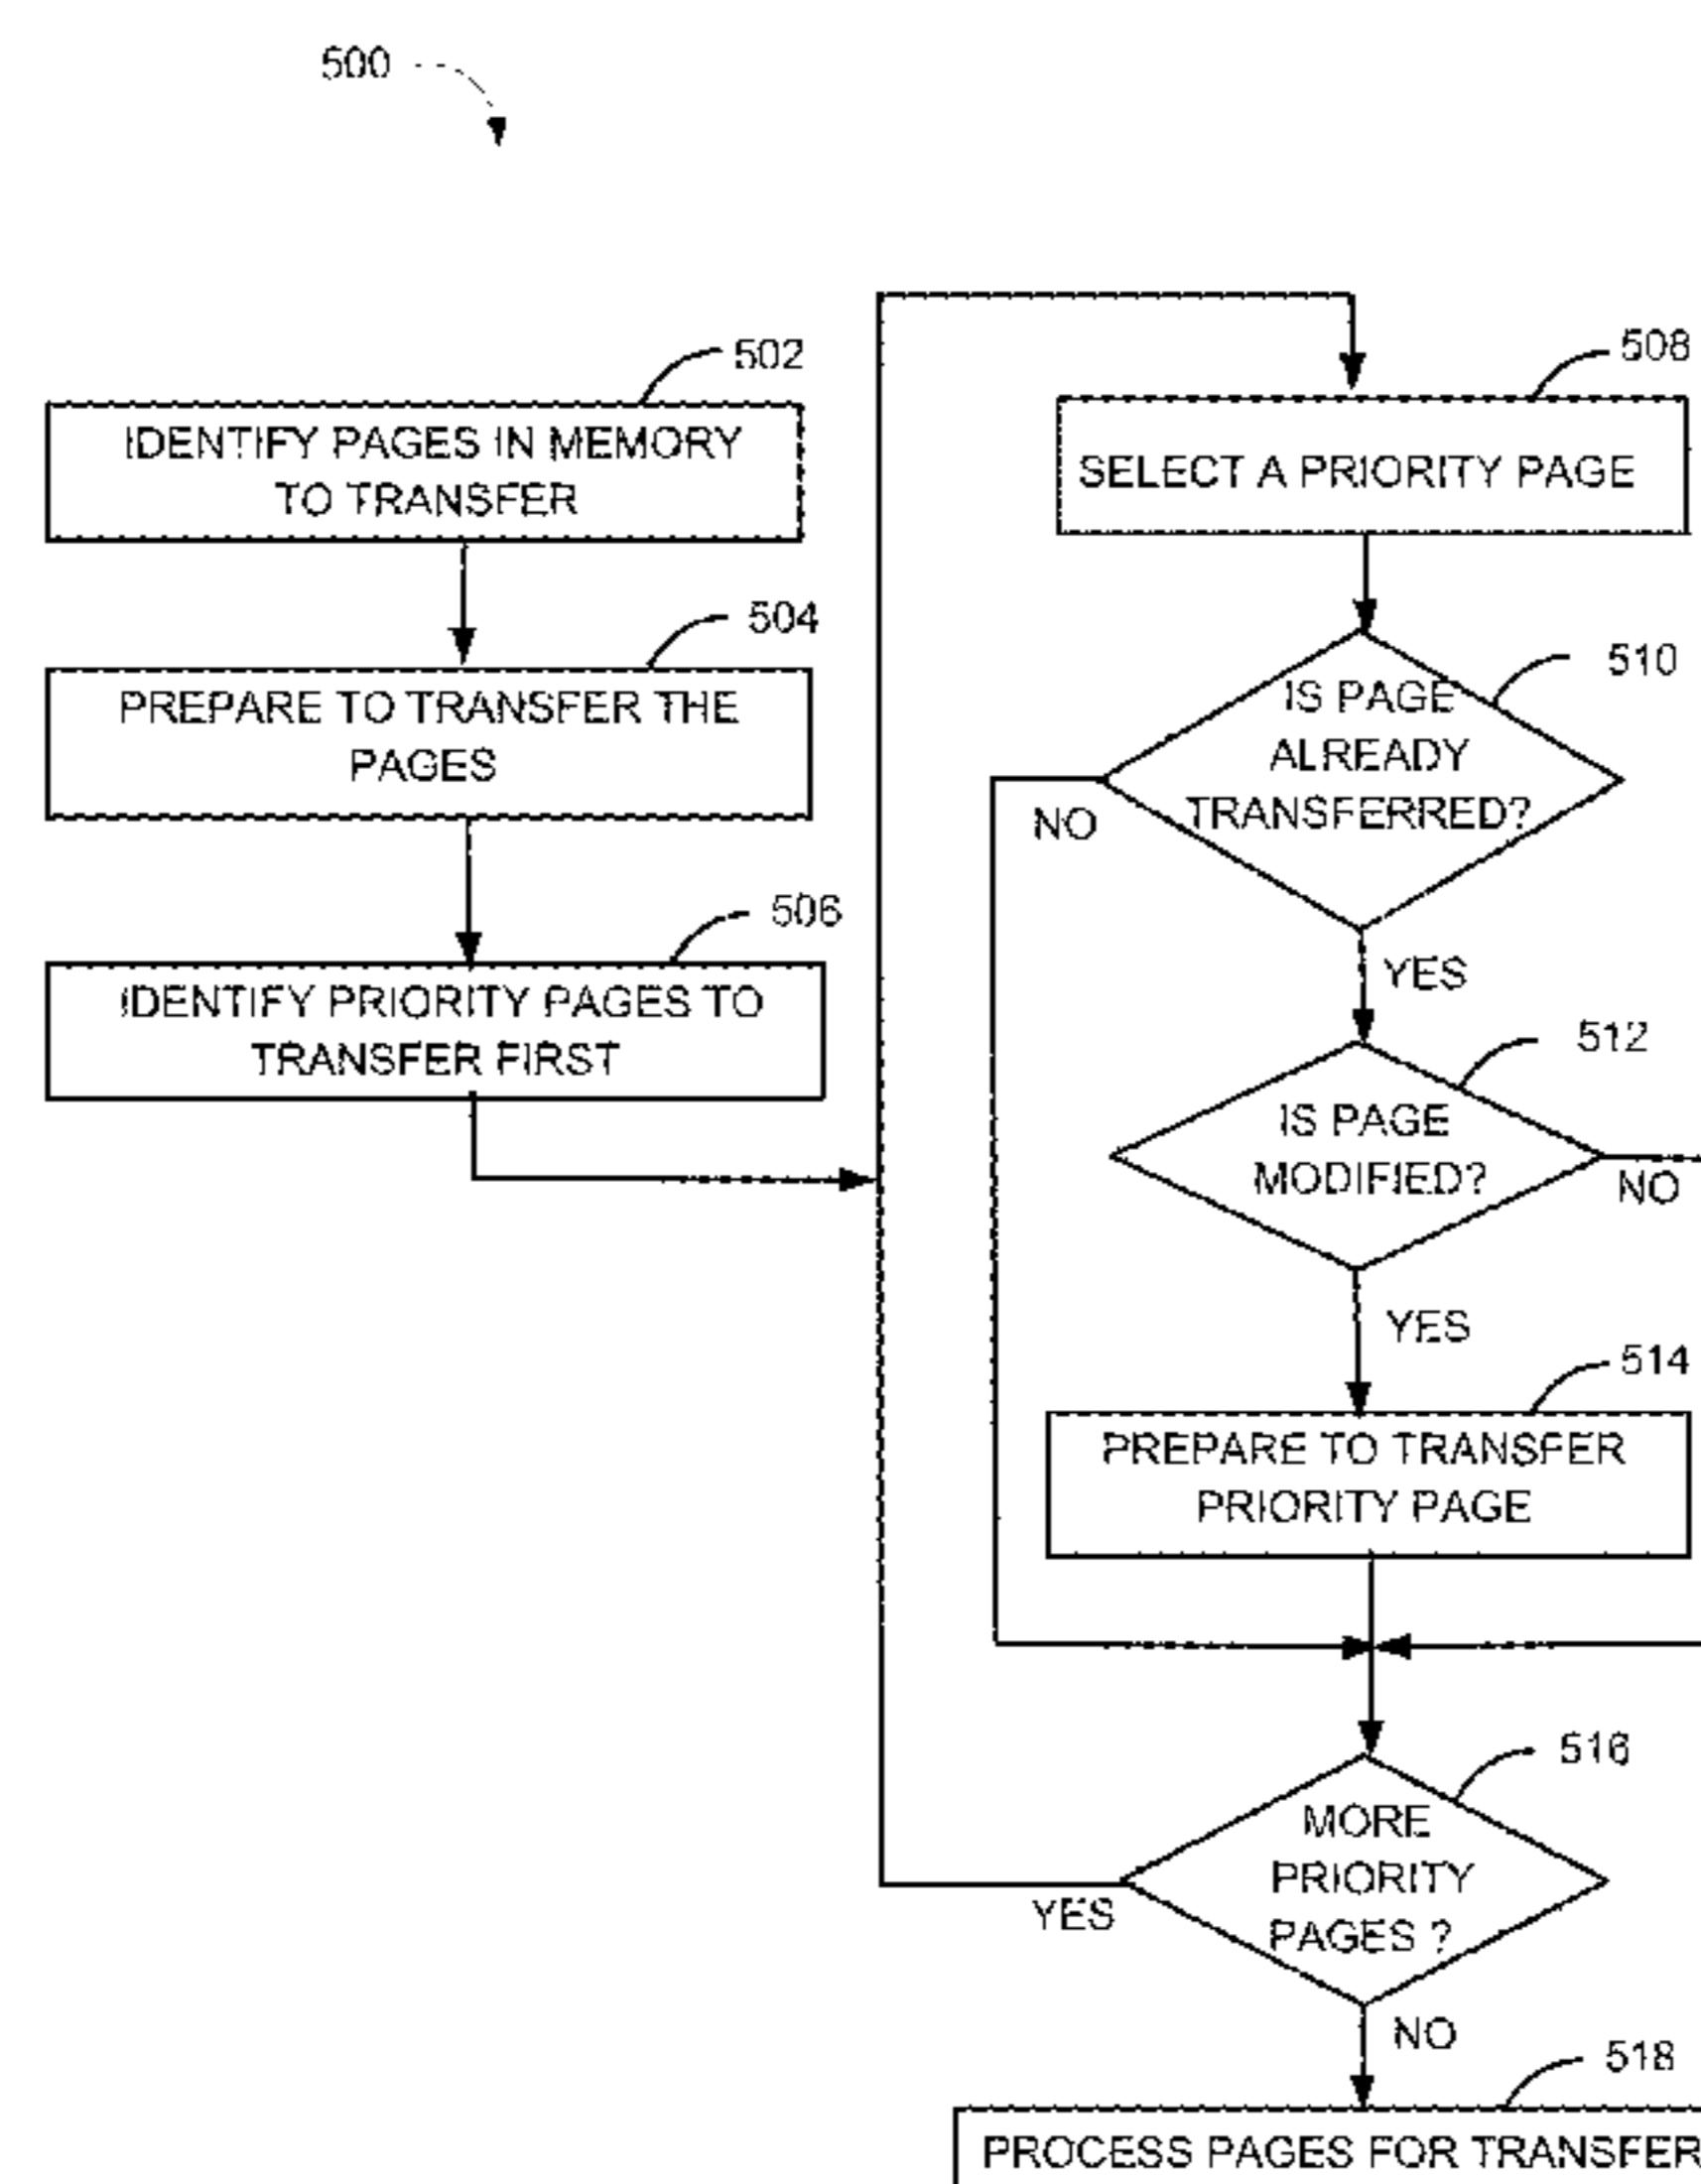 500
502
IDENTIFY PAGES IN MEMORY
TO TRANSFER
504
PREPARE TO TRANSFER THE
PAGES
506
IDENTIFY PRIORITY PAGES TO
TRANSFER FIRST
508
SELECT A PRIORITY PAGE
510
IS PAGE
ALREADY
TRANSFERRED?
NO
YES
512
IS PAGE
MODIFIED?
NO
YES
514
PREPARE TO TRANSFER
PRIORITY PAGE
516
MORE
PRIORITY
PAGES ?
YES
NO
518
PROCESS PAGES FOR TRANSFER